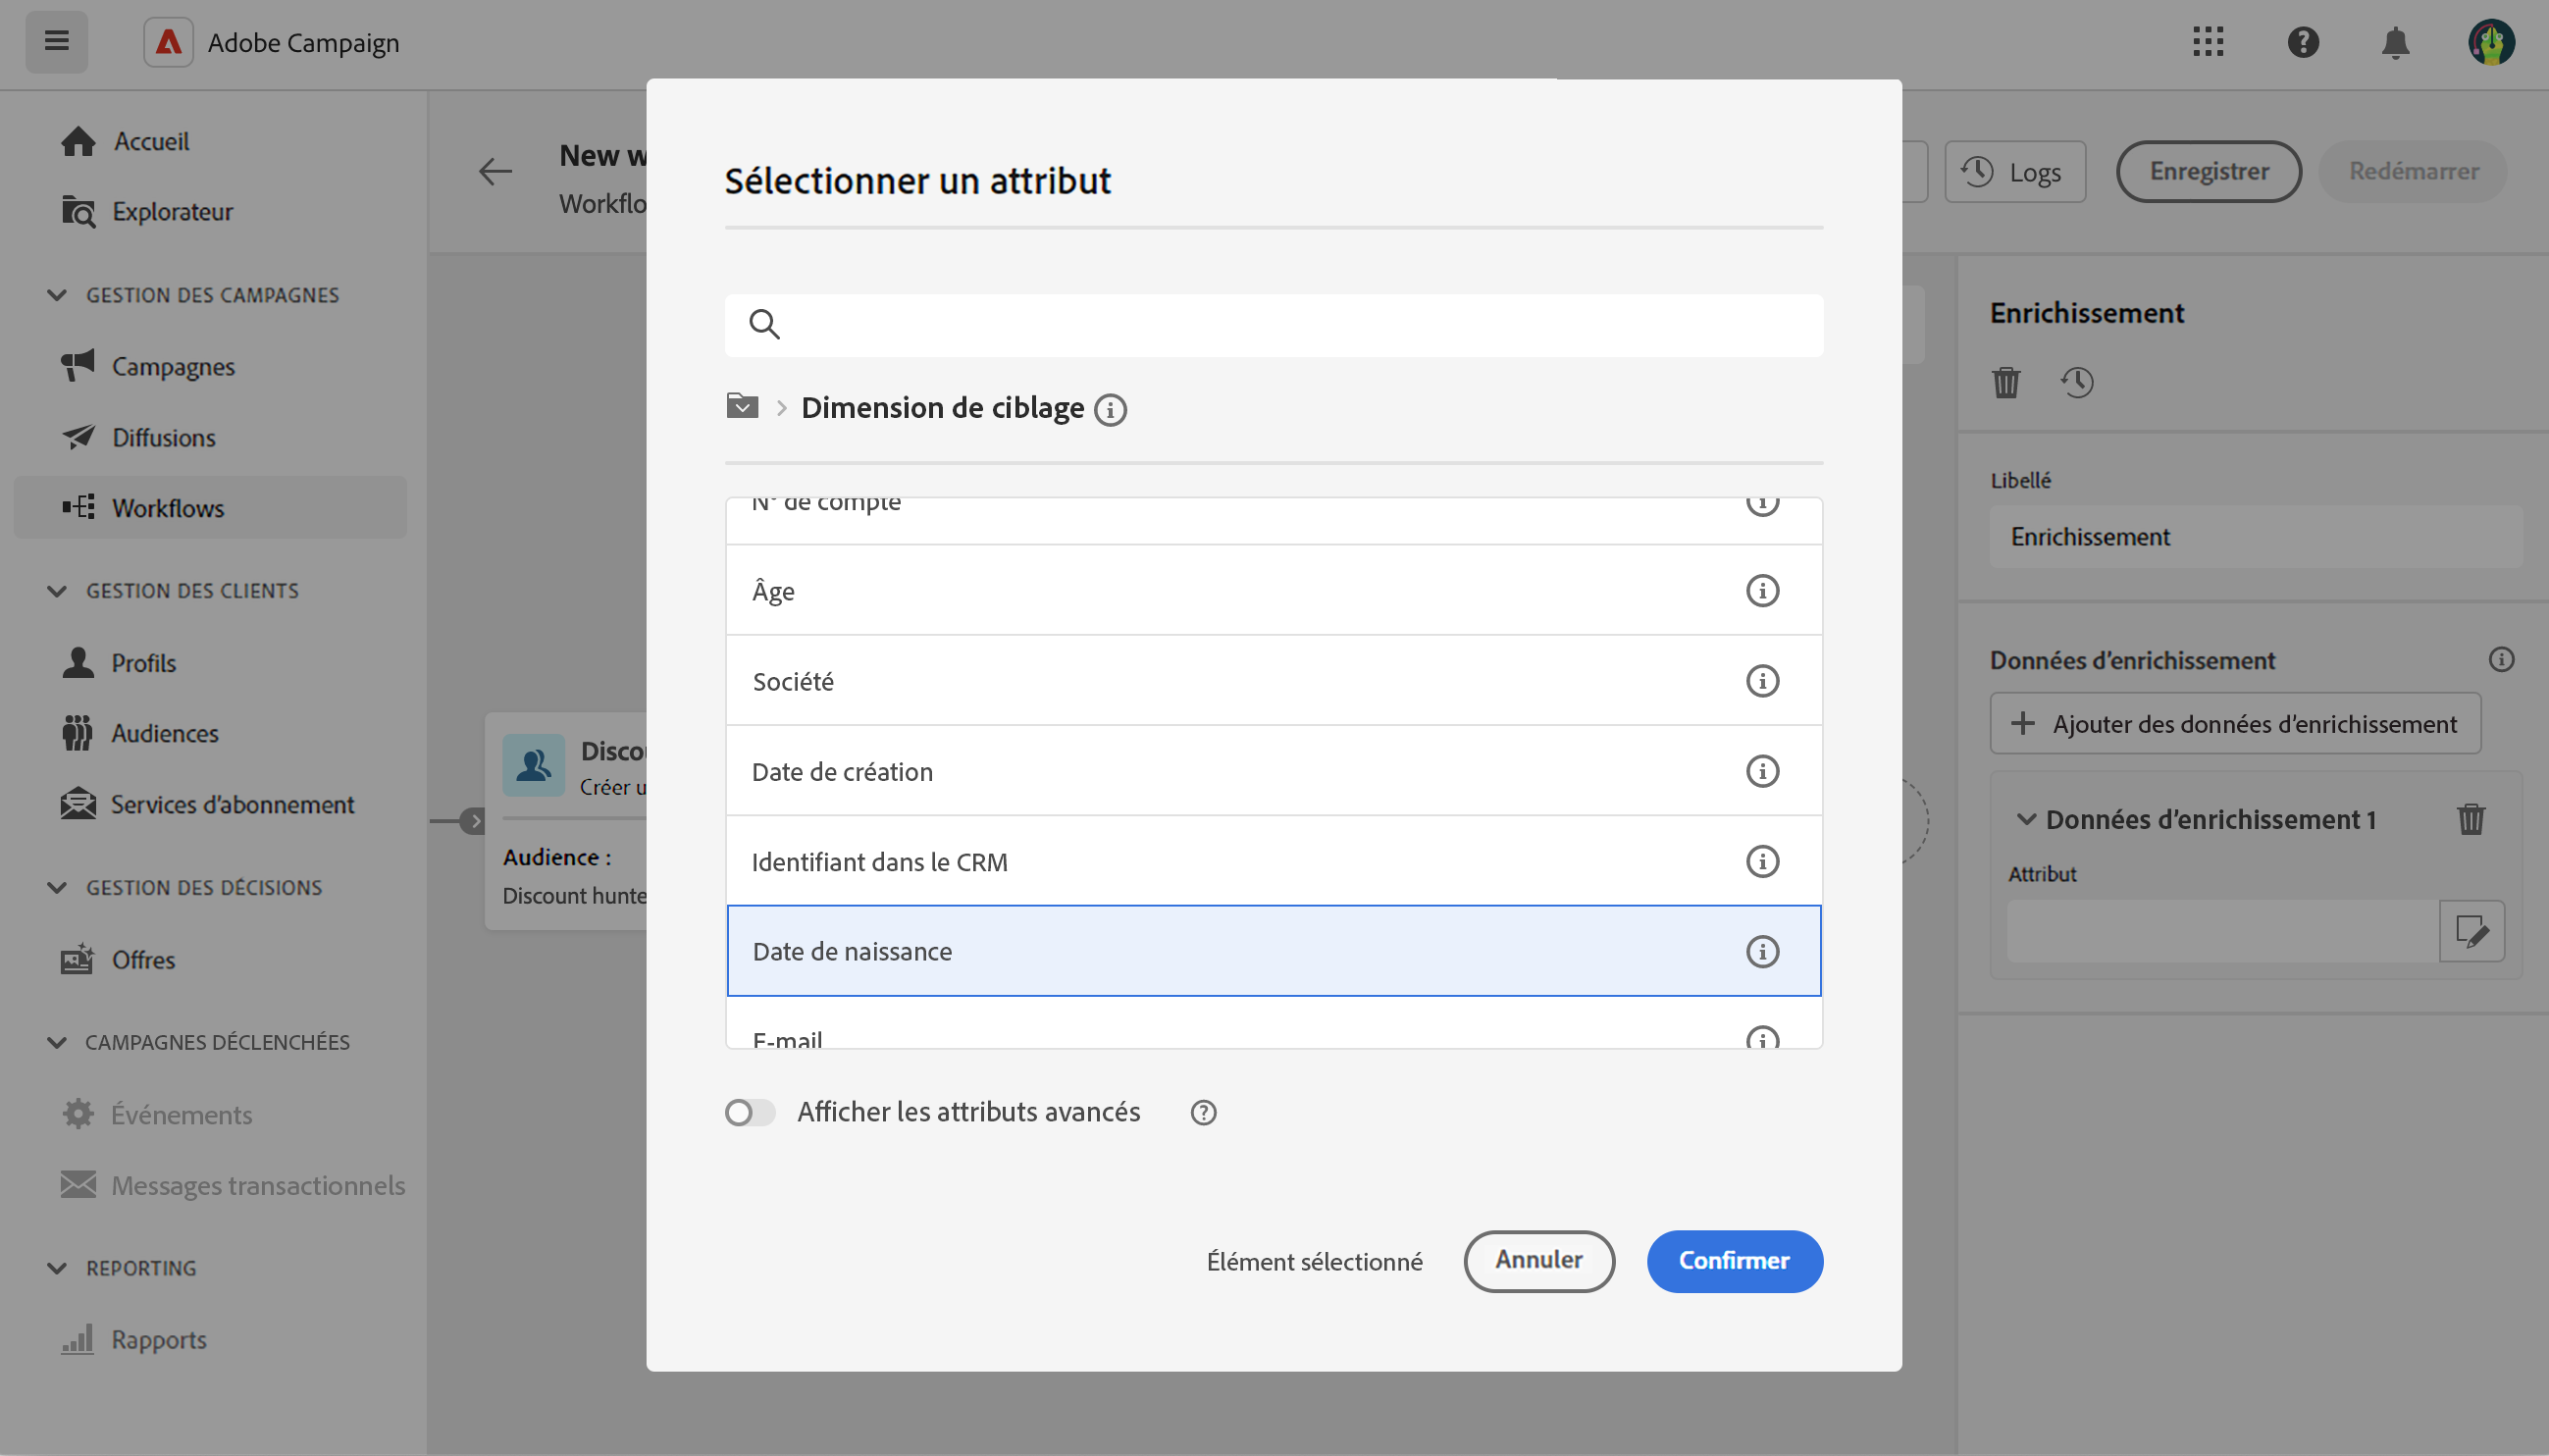 Adobe Campaign
Accueil
Explorateur
GESTION DES CAMPAGNES
Campagnes
Diffusions
Workflows
GESTION DES CLIENTS
Profils
Audiences
Services d’abonnement
GESTION DES DÉCISIONS
Offres
CAMPAGNES DÉCLENCHÉES
Événements
Messages transactionnels
REPORTING
Rapports
New w
Workflo
Logs
Enregistrer
Redémarrer
Disco
Créer u
Audience :
Discount hunte
Sélectionner un attribut
Dimension de ciblage
N° de compte
Âge
Société
Date de création
Identifiant dans le CRM
Date de naissance
E-mail
Afficher les attributs avancés
Élément sélectionné
Annuler
Confirmer
Enrichissement
Libellé
Enrichissement
Données d’enrichissement
Ajouter des données d’enrichissement
Données d’enrichissement 1
Attribut